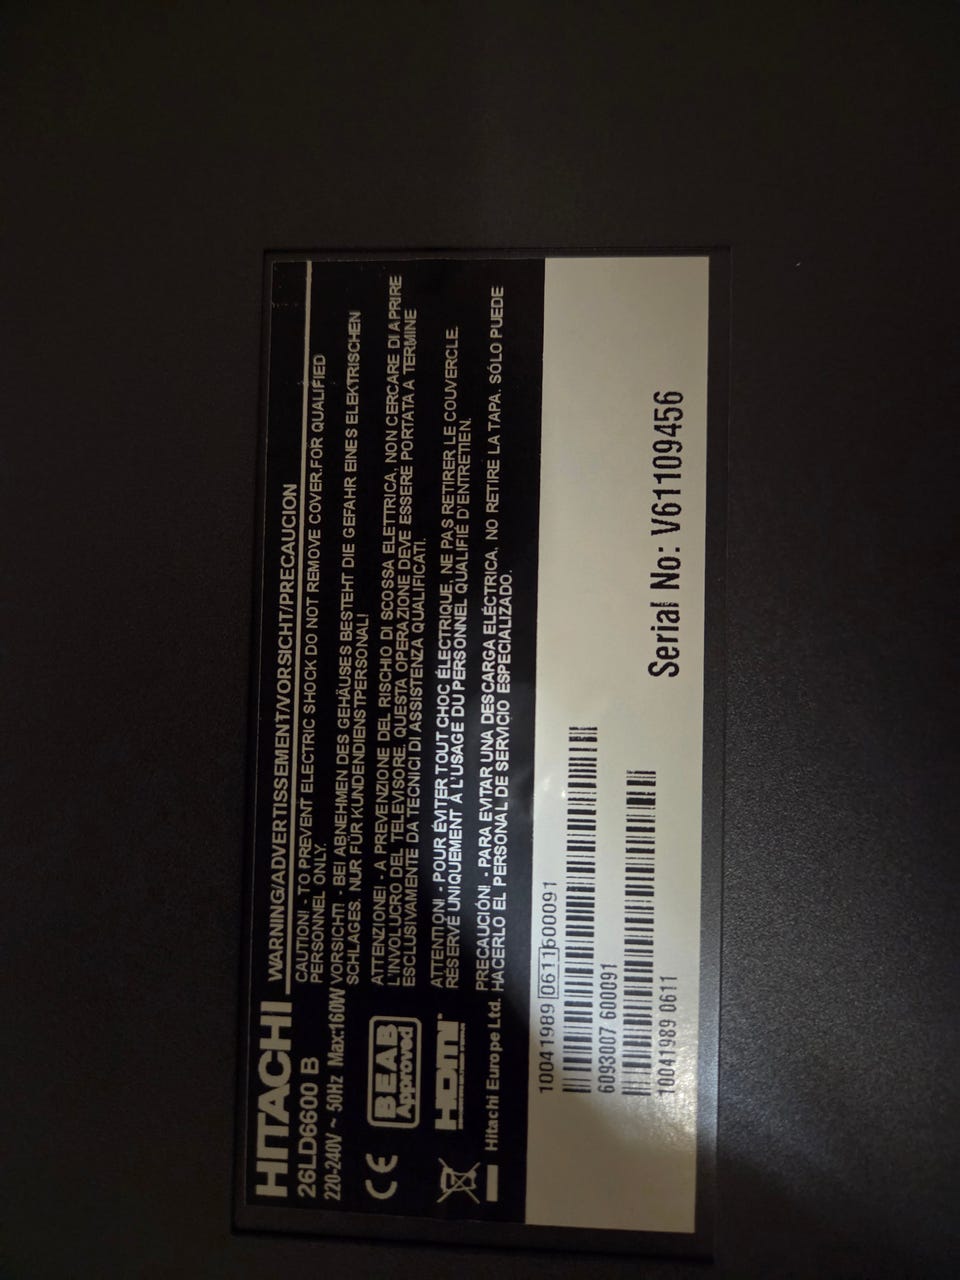 HITACHI
26LD6600 B
220-240V ~ 50Hz Max:160W
BEAB
Approved
HDMI
Hitachi Europe Ltd.
WARNING/ADVERTISSEMENT/VORSICHT/PRECAUCION
CAUTION! - TO PREVENT ELECTRIC SHOCK DO NOT REMOVE COVER.FOR QUALIFIED
PERSONNEL ONLY.
VORSICHT! - BEI ABNEHMEN DES GEHÄUSES BESTEHT DIE GEFAHR EINES ELEKTRISCHEN
SCHLAGES. NUR FÜR KUNDENDIENSTPERSONAL!
ATTENZIONE! - A PREVENZIONE DEL RISCHIO DI SCOSSA ELETTRICA, NON CERCARE DI APRIRE
L'INVOLUCRO DEL TELEVISORE. QUESTA OPERAZIONE DEVE ESSERE PORTATA A TERMINE
ESCLUSIVAMENTE DA TECNICI DI ASSISTENZA QUALIFICATI.
ATTENTION! - POUR ÉVITER TOUT CHOC ÉLECTRIQUE, NE PAS RETIRER LE COUVERCLE.
RESERVÉ UNIQUEMENT À L'USAGE DU PERSONNEL QUALIFIÉ D'ENTRETIEN.
PRECAUCIÓN! - PARA EVITAR UNA DESCARGA ELÉCTRICA, NO RETIRE LA TAPA. SÓLO PUEDE
HACERLO EL PERSONAL DE SERVICIO ESPECIALIZADO.
10041989 0611600091
6093007 600091
10041989 0611
Serial No: V61109456